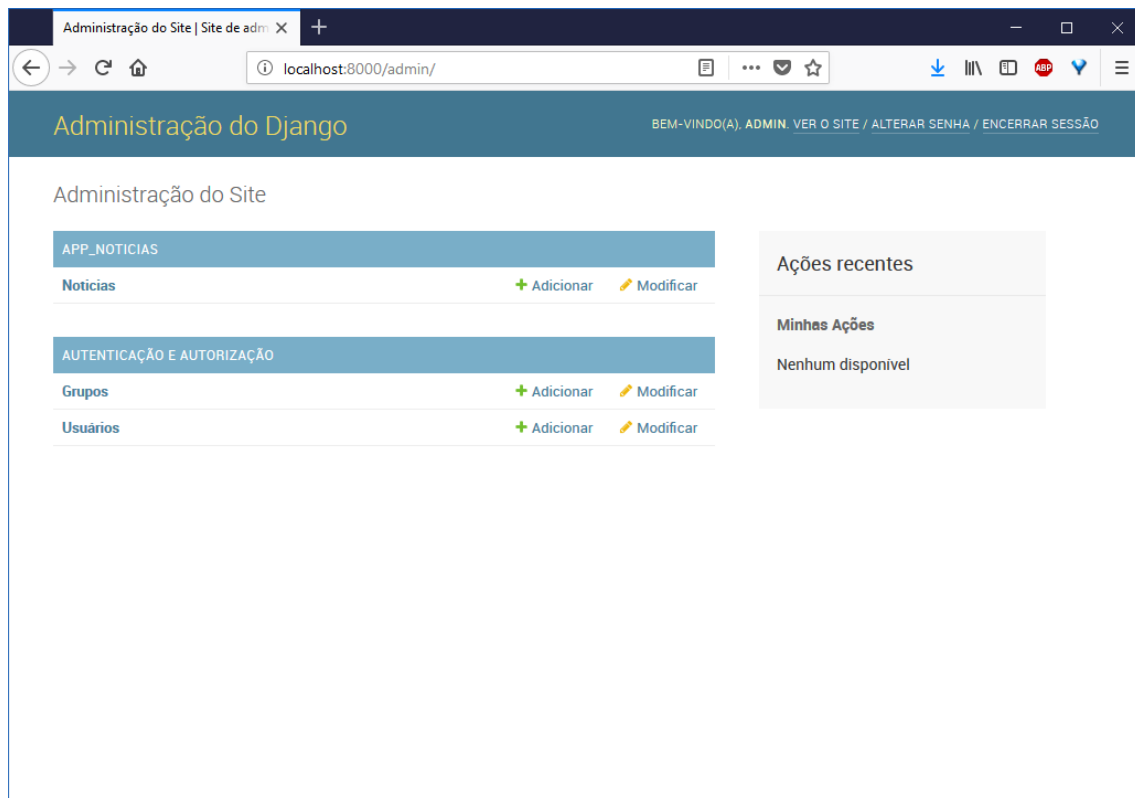 Administração do Site | Site de adm
localhost:8000/admin/
ABP
Administração do Django
BEM-VINDO(A), ADMIN. VER O SITE / ALTERAR SENHA / ENCERRAR SESSÃO
Administração do Site
APP_NOTICIAS
Noticias Adicionar Modificar
AUTENTICAÇÃO E AUTORIZAÇÃO
Grupos Adicionar Modificar
Usuários Adicionar Modificar
Ações recentes
Minhas Ações
Nenhum disponível